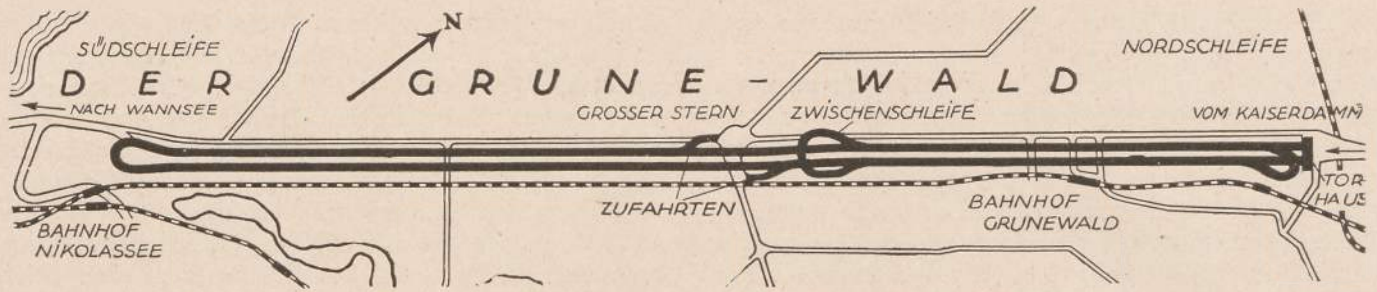 N
SÜDSCHLEIFE
NORDSCHLEIFE
DER GRUNE-WALD
NACH WANNSEE
GROSSER STERN
ZWISCHENSCHLEIFE
VOM KAISERDAMM
ZUFAHRTEN
BAHNHOF
GRUNEWALD
TOR
HAUS
BAHNHOF
NIKOLASSEE